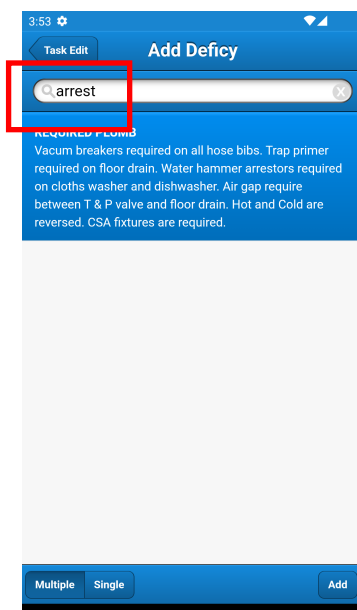 3:53
Task Edit
Add Deficy
arrest
REQUIRED PLUMB
Vacum breakers required on all hose bibs. Trap primer
required on floor drain. Water hammer arrestors required
on cloths washer and dishwasher. Air gap require
between T & P valve and floor drain. Hot and Cold are
reversed. CSA fixtures are required.
Multiple Single
Add